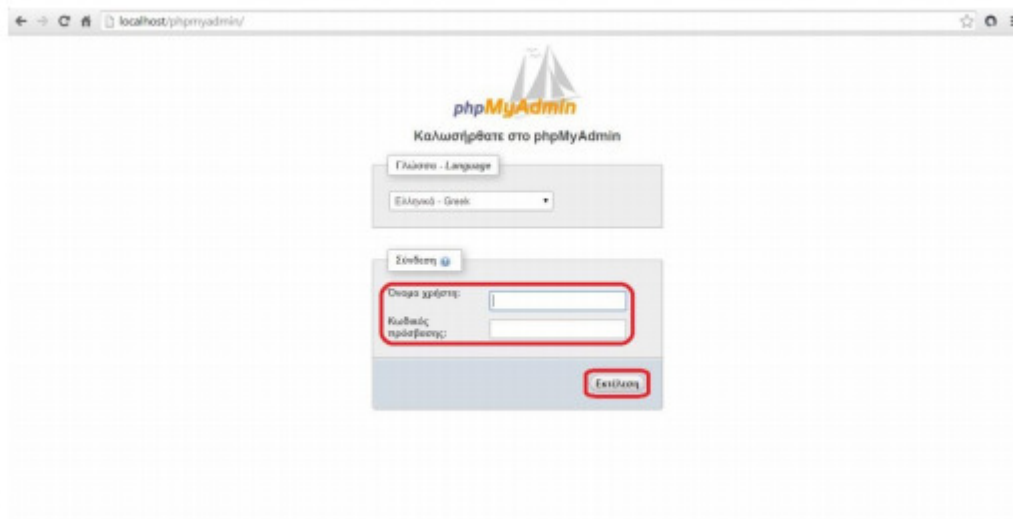 localhost/phpmyadmin/
phpMyAdmin
Καλωσήρθατε στο phpMyAdmin
Γλώσσα - Language
Ελληνικά - Greek
Σύνδεση
Όνομα χρήστη:
Κωδικός
πρόσβασης:
Εκτέλεση